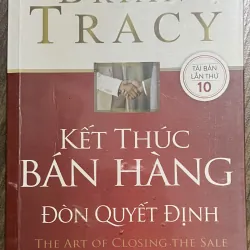 BRIAN
TRACY
TÁI BẢN
LẦN THỨ
10
KẾT THÚC
BÁN HÀNG
ĐÒN QUYẾT ĐỊNH
THE ART OF CLOSING THE SALE